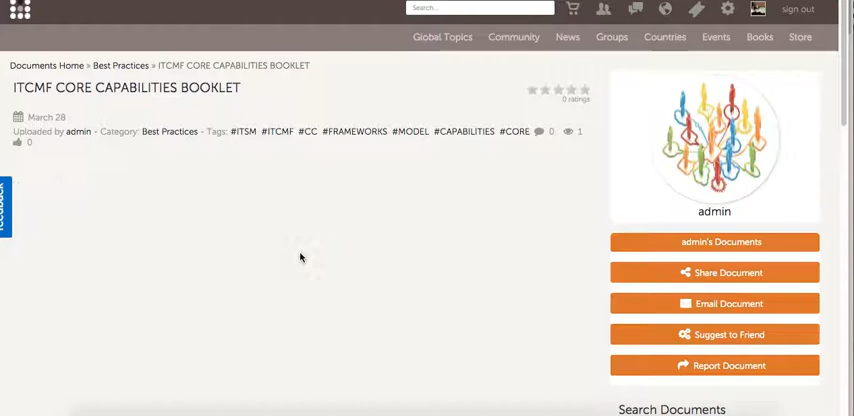 Search...
sign out
Global Topics Community News Groups Countries Events Books Store
Documents Home » Best Practices » ITCMF CORE CAPABILITIES BOOKLET
ITCMF CORE CAPABILITIES BOOKLET
0 ratings
March 28
Uploaded by admin - Category: Best Practices - Tags: #ITSM #ITCMF #CC #FRAMEWORKS #MODEL #CAPABILITIES #CORE 0 1
0
feedback
admin
admin's Documents
Share Document
Email Document
Suggest to Friend
Report Document
Search Documents